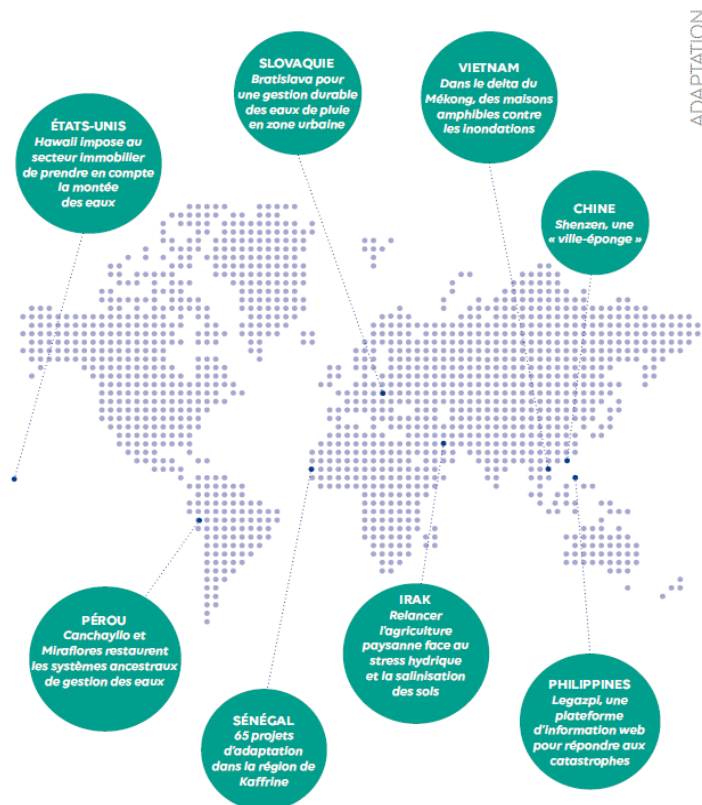 ADAPTATION
SLOVAQUIE
Bratislava pour
une gestion durable
des eaux de pluie
en zone urbaine
VIETNAM
Dans le delta du
Mékong, des maisons
amphibies contre
les inondations
ÉTATS-UNIS
Hawaii impose au
secteur immobilier
de prendre en compte
la montée
des eaux
CHINE
Shenzen, une
« ville-éponge »
PÉROU
Canchayllo et
Miraflores restaurent
les systèmes ancestraux
de gestion des eaux
IRAK
Relancer
l'agriculture
paysanne face au
stress hydrique
et la salinisation
des sols
SÉNÉGAL
65 projets
d'adaptation
dans la région de
Kaffrine
PHILIPPINES
Legazpi, une
plateforme
d'information web
pour répondre aux
catastrophes